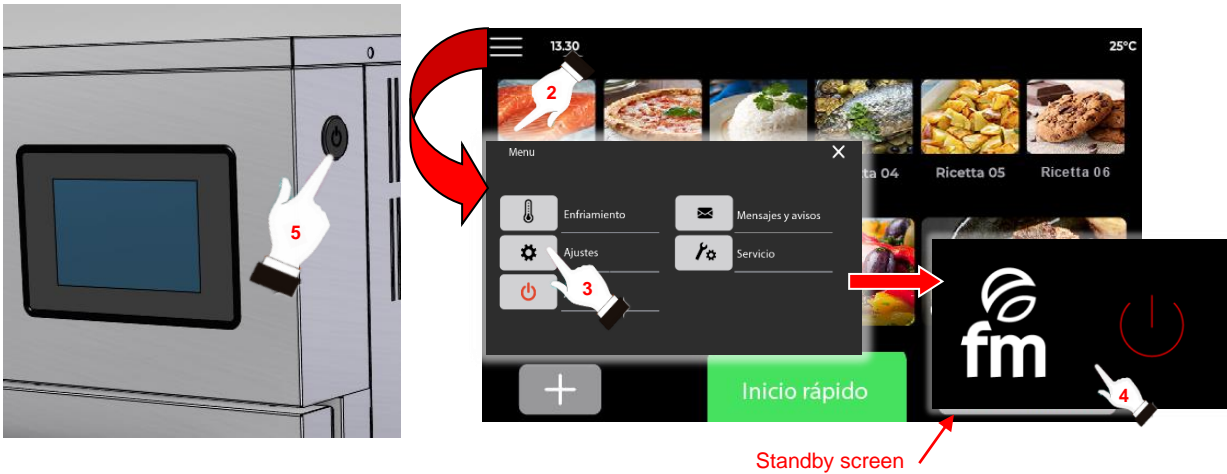 5
13.30
25°C
2
Menu
ta 04
Ricetta 05
Ricetta 06
Enfriamiento
Mensajes y avisos
Ajustes
Servicio
3
fm
4
Inicio rápido
Standby screen